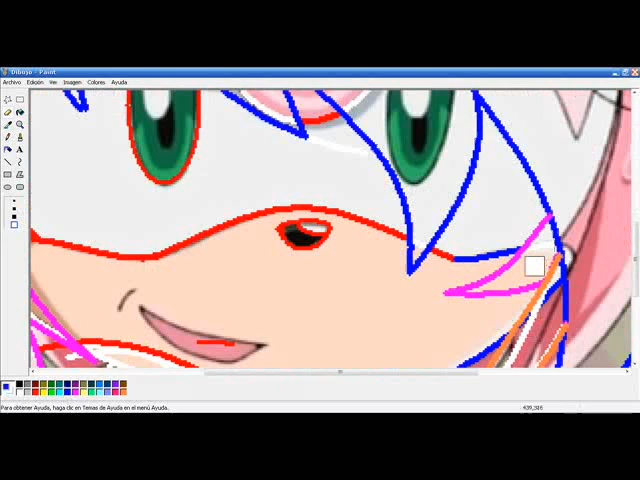 Dibujo - Paint
Archivo Edición Ver Imagen Colores Ayuda
Para obtener Ayuda, haga clic en Temas de Ayuda en el menú Ayuda. 439,316